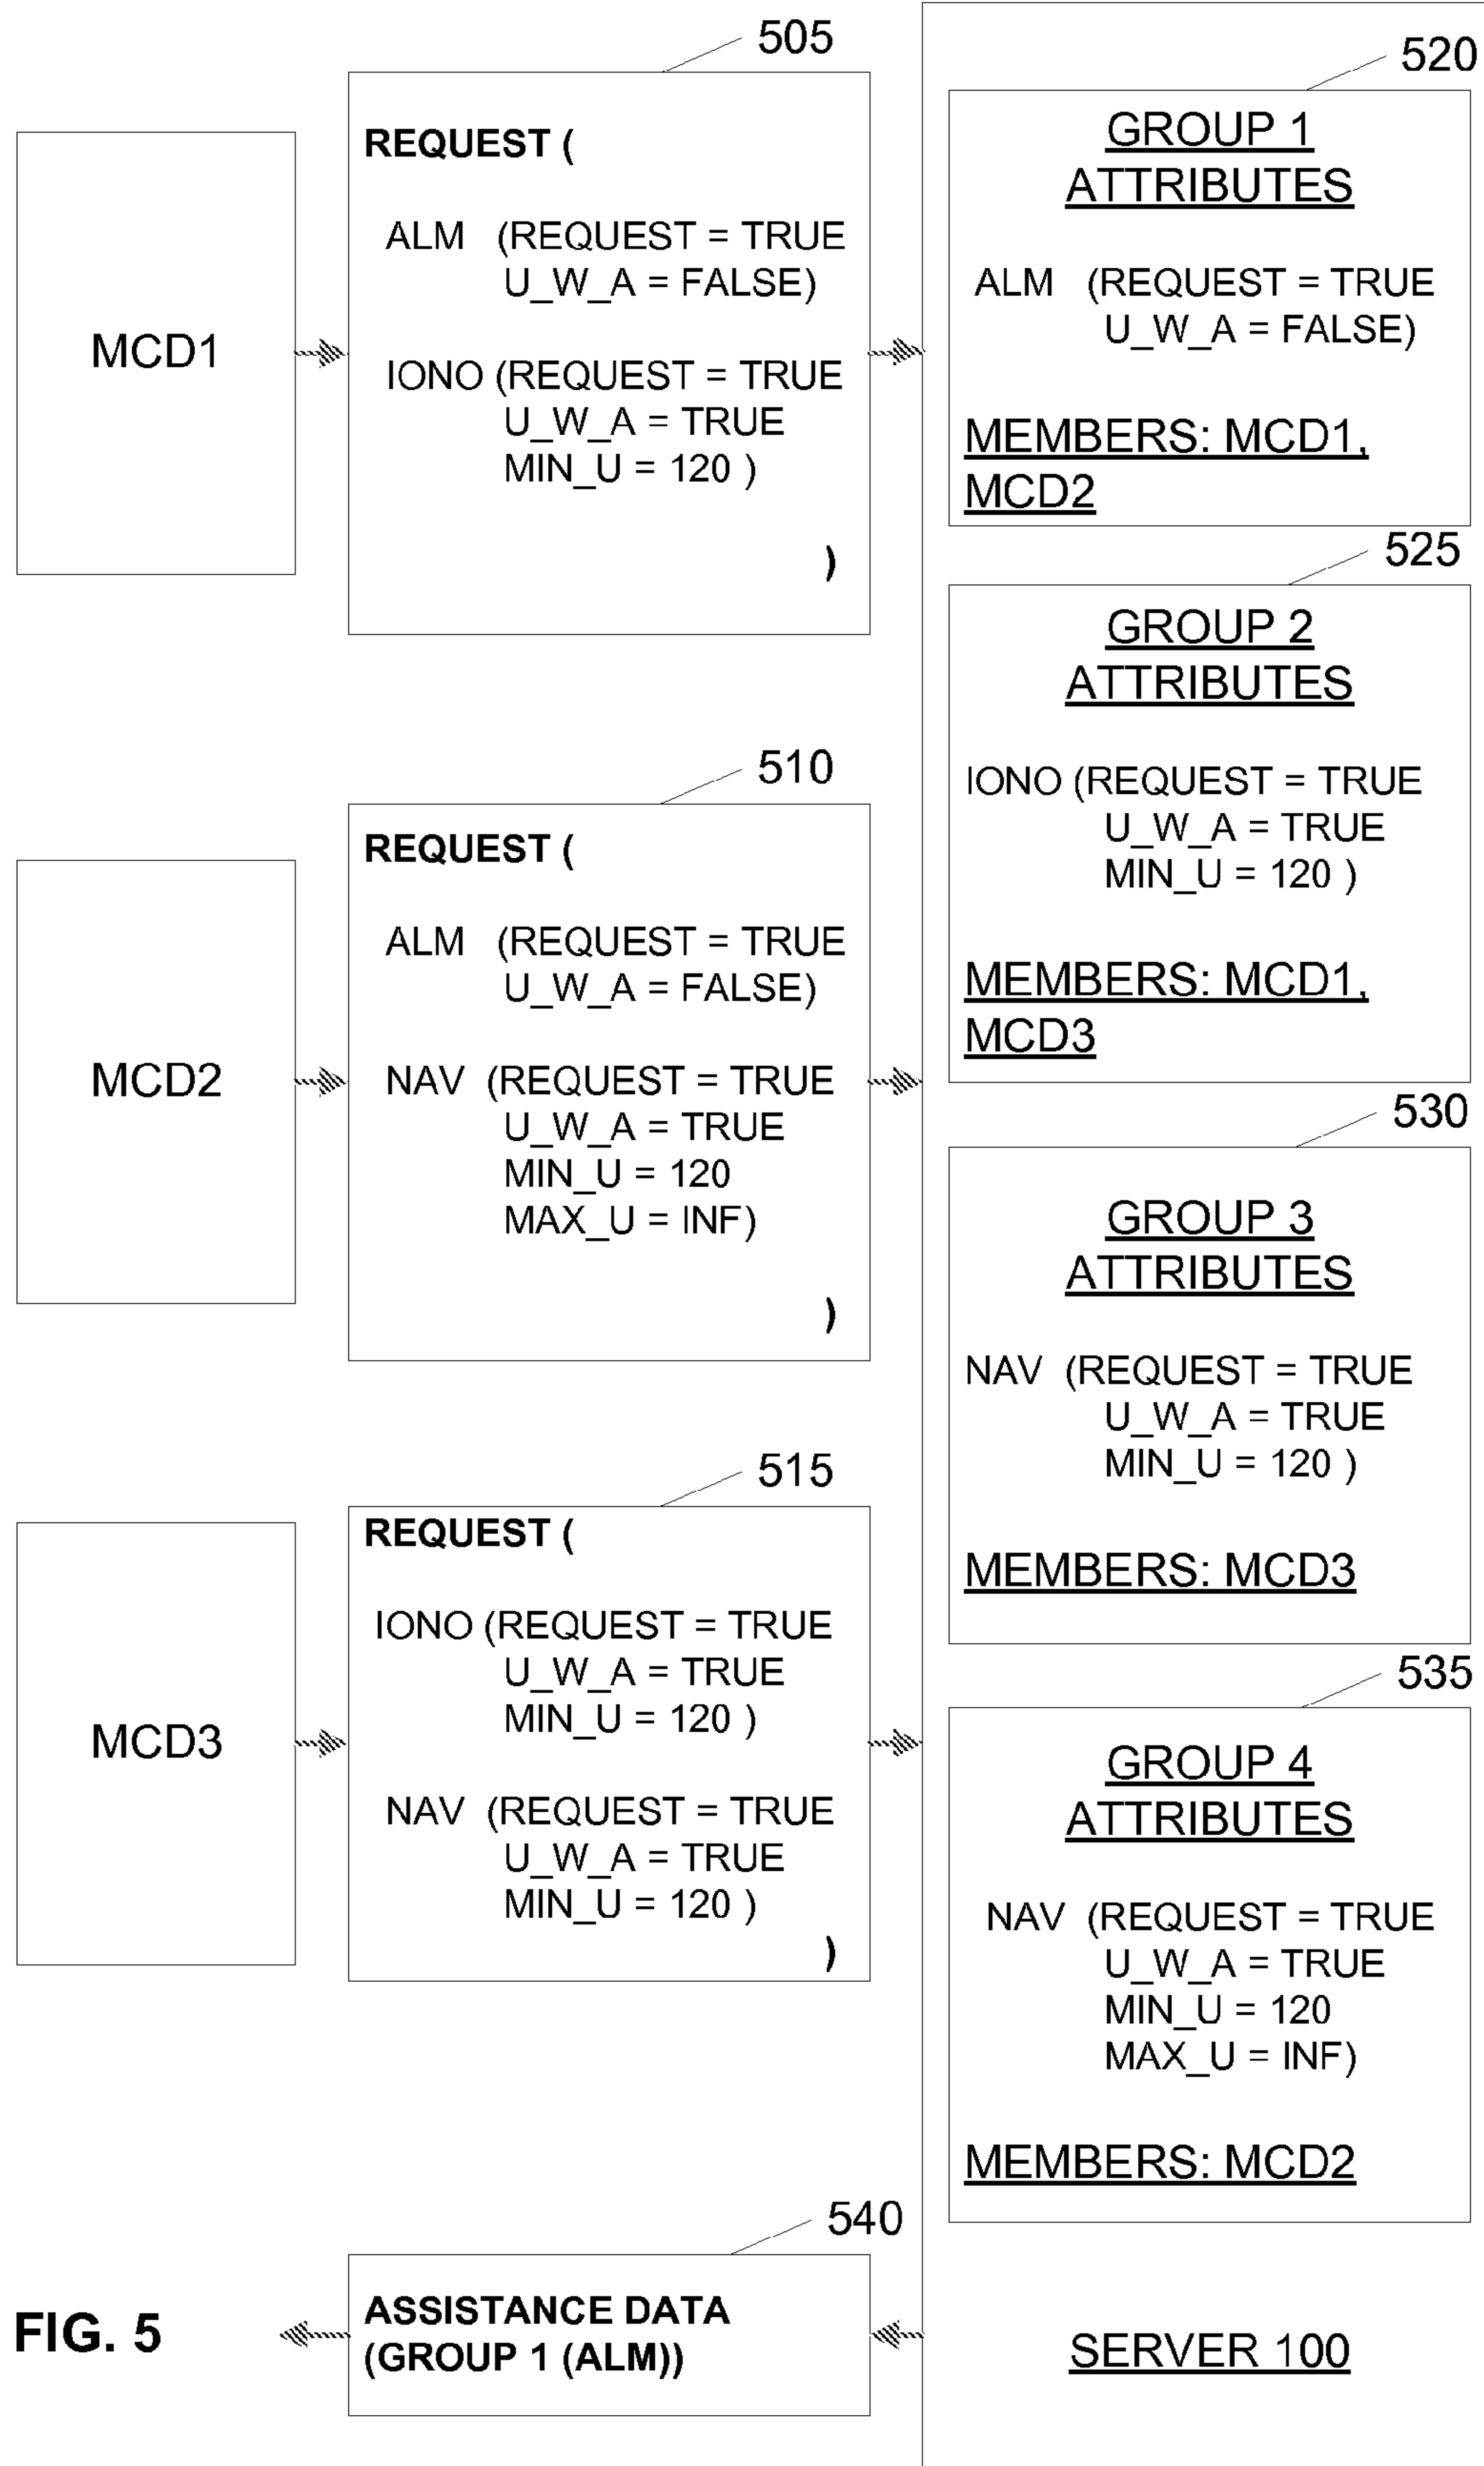 505
MCD1
REQUEST (
ALM (REQUEST = TRUE
U_W_A = FALSE)
IONO (REQUEST = TRUE
U_W_A = TRUE
MIN_U = 120 )
)
510
MCD2
REQUEST (
ALM (REQUEST = TRUE
U_W_A = FALSE)
NAV (REQUEST = TRUE
U_W_A = TRUE
MIN_U = 120
MAX_U = INF)
)
515
MCD3
REQUEST (
IONO (REQUEST = TRUE
U_W_A = TRUE
MIN_U = 120 )
NAV (REQUEST = TRUE
U_W_A = TRUE
MIN_U = 120 )
)
520
GROUP 1
ATTRIBUTES
ALM (REQUEST = TRUE
U_W_A = FALSE)
MEMBERS: MCD1,
MCD2
525
GROUP 2
ATTRIBUTES
IONO (REQUEST = TRUE
U_W_A = TRUE
MIN_U = 120 )
MEMBERS: MCD1,
MCD3
530
GROUP 3
ATTRIBUTES
NAV (REQUEST = TRUE
U_W_A = TRUE
MIN_U = 120 )
MEMBERS: MCD3
535
GROUP 4
ATTRIBUTES
NAV (REQUEST = TRUE
U_W_A = TRUE
MIN_U = 120
MAX_U = INF)
MEMBERS: MCD2
540
ASSISTANCE DATA
(GROUP 1 (ALM))
FIG. 5
SERVER 100